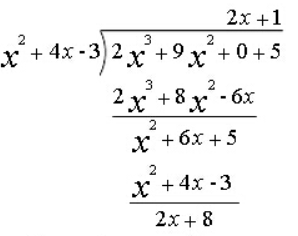 2x + 1
x² + 4x - 3 ) 2x³ + 9x² + 0 + 5
2x³ + 8x² - 6x
x² + 6x + 5
x² + 4x - 3
2x + 8